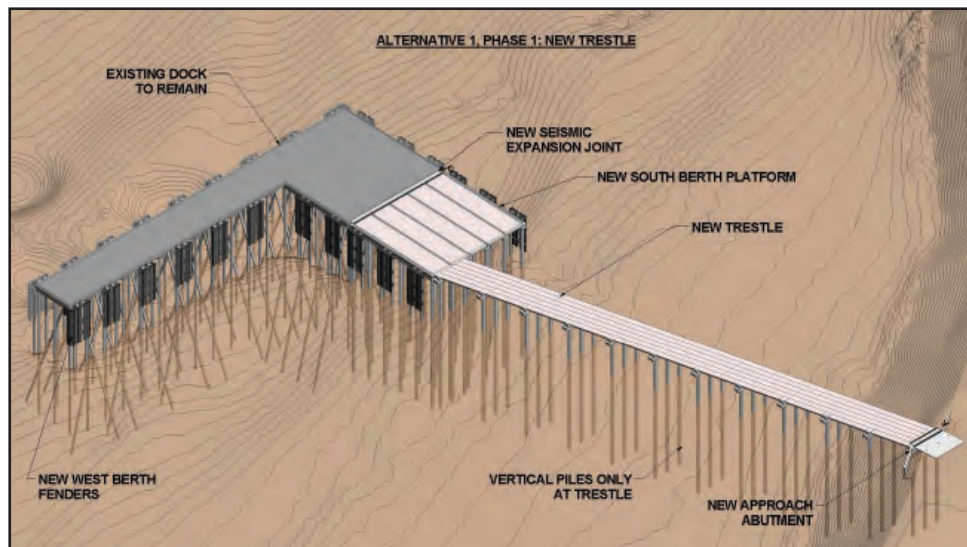 ALTERNATIVE 1, PHASE 1: NEW TRESTLE
EXISTING DOCK
TO REMAIN
NEW SEISMIC
EXPANSION JOINT
NEW SOUTH BERTH PLATFORM
NEW TRESTLE
NEW WEST BERTH
FENDERS
VERTICAL PILES ONLY
AT TRESTLE
NEW APPROACH
ABUTMENT